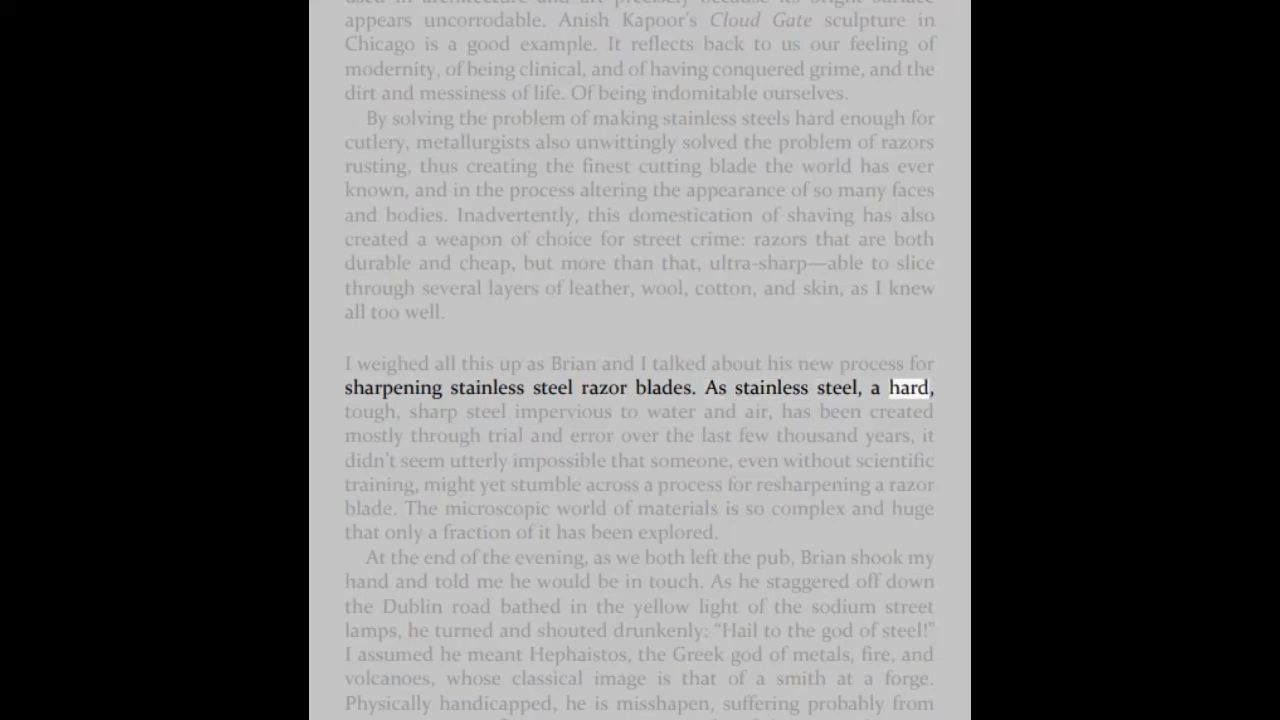 used in architecture and art precisely because its bright surface
appears uncorrodable. Anish Kapoor's Cloud Gate sculpture in
Chicago is a good example. It reflects back to us our feeling of
modernity, of being clinical, and of having conquered grime, and the
dirt and messiness of life. Of being indomitable ourselves.
By solving the problem of making stainless steels hard enough for
cutlery, metallurgists also unwittingly solved the problem of razors
rusting, thus creating the finest cutting blade the world has ever
known, and in the process altering the appearance of so many faces
and bodies. Inadvertently, this domestication of shaving has also
created a weapon of choice for street crime: razors that are both
durable and cheap, but more than that, ultra-sharp—able to slice
through several layers of leather, wool, cotton, and skin, as I knew
all too well.
I weighed all this up as Brian and I talked about his new process for
sharpening stainless steel razor blades. As stainless steel, a hard,
tough, sharp steel impervious to water and air, has been created
mostly through trial and error over the last few thousand years, it
didn't seem utterly impossible that someone, even without scientific
training, might yet stumble across a process for resharpening a razor
blade. The microscopic world of materials is so complex and huge
that only a fraction of it has been explored.
At the end of the evening, as we both left the pub, Brian shook my
hand and told me he would be in touch. As he staggered off down
the Dublin road bathed in the yellow light of the sodium street
lamps, he turned and shouted drunkenly: “Hail to the god of steel!”
I assumed he meant Hephaistos, the Greek god of metals, fire, and
volcanoes, whose classical image is that of a smith at a forge.
Physically handicapped, he is misshapen, suffering probably from